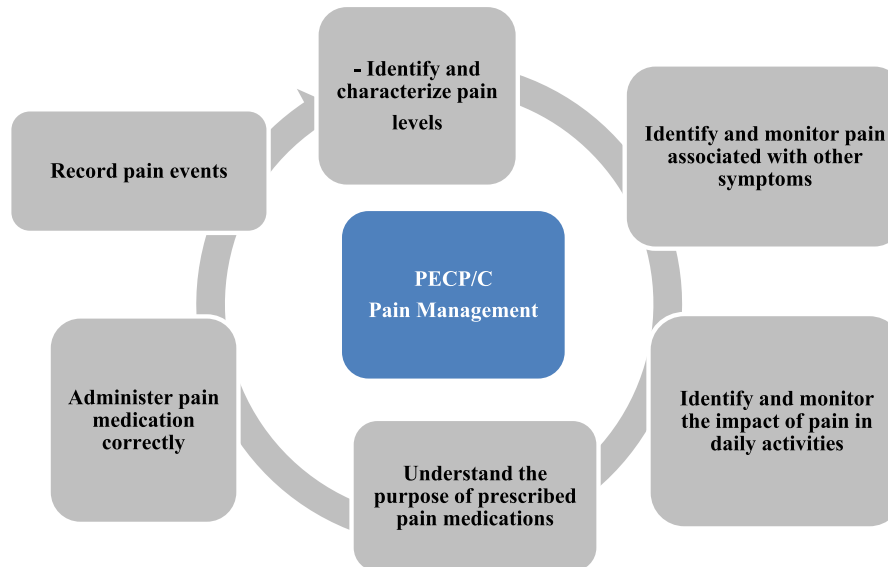 - Identify and
characterize pain
levels
Identify and monitor pain
associated with other
symptoms
Record pain events
PECP/C
Pain Management
Administer pain
medication
correctly
Identify and monitor
the impact of pain in
daily activities
Understand the
purpose of prescribed
pain medications